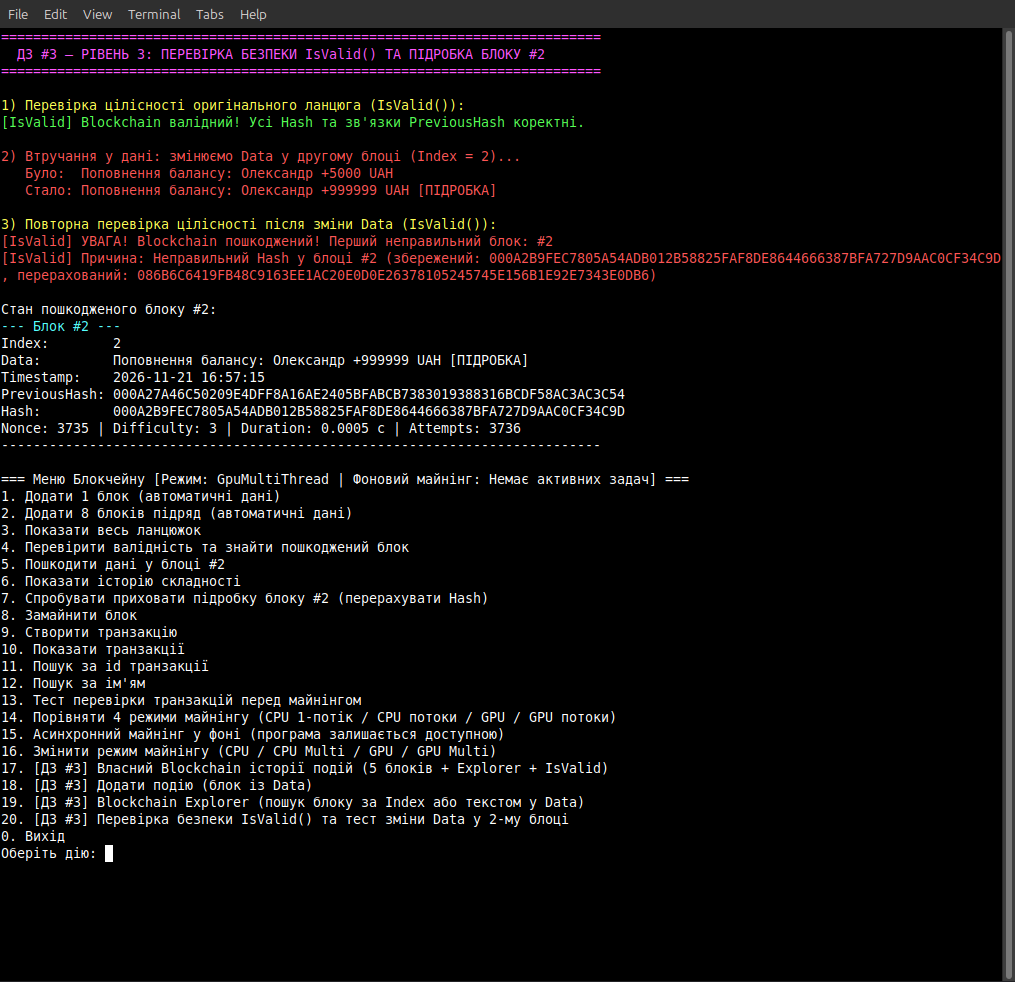 File Edit View Terminal Tabs Help
===========================================================================
ДЗ #3 — РІВЕНЬ 3: ПЕРЕВІРКА БЕЗПЕКИ IsValid() ТА ПІДРОБКА БЛОКУ #2
===========================================================================
1) Перевірка цілісності оригінального ланцюга (IsValid()):
[IsValid] Blockchain валідний! Усі Hash та зв'язки PreviousHash коректні.
2) Втручання у дані: змінюємо Data у другому блоці (Index = 2)...
Було:  Поповнення балансу: Олександр +5000 UAH
Стало: Поповнення балансу: Олександр +999999 UAH [ПІДРОБКА]
3) Повторна перевірка цілісності після зміни Data (IsValid()):
[IsValid] УВАГА! Blockchain пошкоджений! Перший неправильний блок: #2
[IsValid] Причина: Неправильний Hash у блоці #2 (збережений: 000A2B9FEC7805A54ADB012B58825FAF8DE8644666387BFA727D9AAC0CF34C9D
, перерахований: 086B6C6419FB48C9163EE1AC20E0D0E26378105245745E156B1E92E7343E0DB6)
Стан пошкодженого блоку #2:
--- Блок #2 ---
Index:        2
Data:         Поповнення балансу: Олександр +999999 UAH [ПІДРОБКА]
Timestamp:    2026-11-21 16:57:15
PreviousHash: 000A27A46C50209E4DFF8A16AE2405BFABCB7383019388316BCDF58AC3AC3C54
Hash:         000A2B9FEC7805A54ADB012B58825FAF8DE8644666387BFA727D9AAC0CF34C9D
Nonce: 3735 | Difficulty: 3 | Duration: 0.0005 с | Attempts: 3736
---------------------------------------------------------------------------
=== Меню Блокчейну [Режим: GpuMultiThread | Фоновий майнінг: Немає активних задач] ===
1. Додати 1 блок (автоматичні дані)
2. Додати 8 блоків підряд (автоматичні дані)
3. Показати весь ланцюжок
4. Перевірити валідність та знайти пошкоджений блок
5. Пошкодити дані у блоці #2
6. Показати історію складності
7. Спробувати приховати підробку блоку #2 (перерахувати Hash)
8. Замайнити блок
9. Створити транзакцію
10. Показати транзакції
11. Пошук за id транзакції
12. Пошук за ім'ям
13. Тест перевірки транзакцій перед майнінгом
14. Порівняти 4 режими майнінгу (CPU 1-потік / CPU потоки / GPU / GPU потоки)
15. Асинхронний майнінг у фоні (програма залишається доступною)
16. Змінити режим майнінгу (CPU / CPU Multi / GPU / GPU Multi)
17. [ДЗ #3] Власний Blockchain історії подій (5 блоків + Explorer + IsValid)
18. [ДЗ #3] Додати подію (блок із Data)
19. [ДЗ #3] Blockchain Explorer (пошук блоку за Index або текстом у Data)
20. [ДЗ #3] Перевірка безпеки IsValid() та тест зміни Data у 2-му блоці
0. Вихід
Оберіть дію: